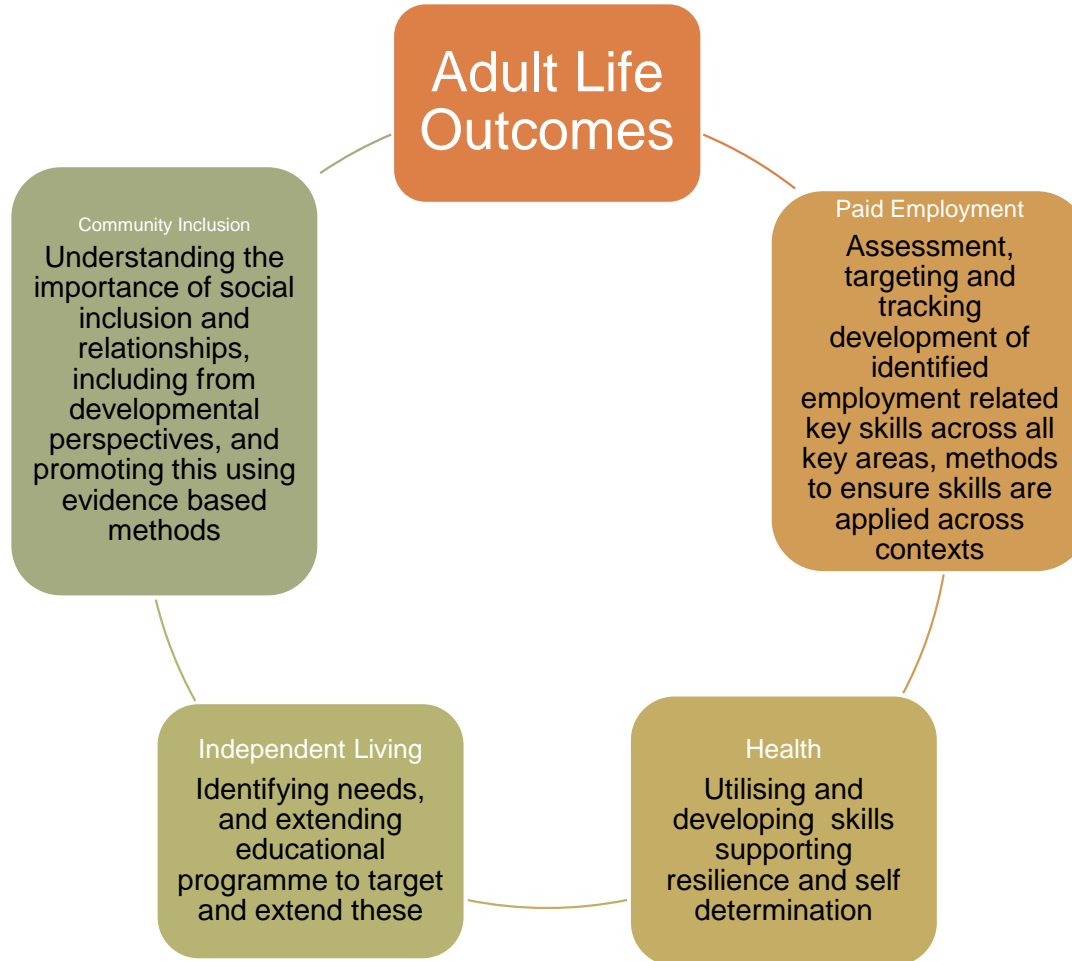 Adult Life
Outcomes
Paid Employment
Assessment,
targeting and
tracking
development of
identified
employment related
key skills across all
key areas, methods
to ensure skills are
applied across
contexts
Health
Utilising and
developing skills
supporting
resilience and self
determination
Independent Living
Identifying needs,
and extending
educational
programme to target
and extend these
Community Inclusion
Understanding the
importance of social
inclusion and
relationships,
including from
developmental
perspectives, and
promoting this using
evidence based
methods